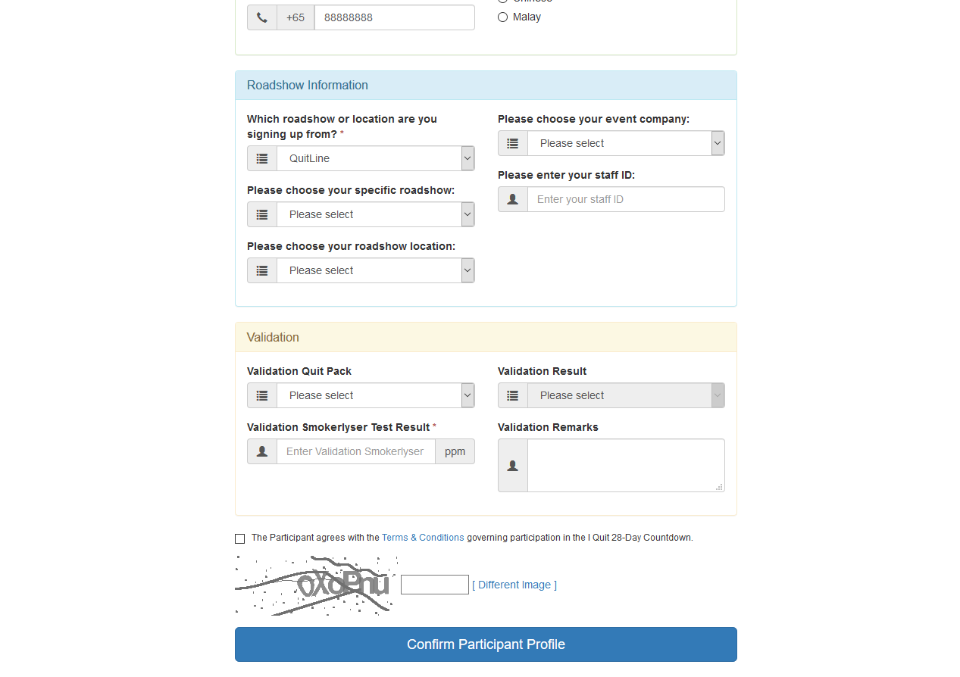 +65
88888888
Malay
Roadshow Information
Which roadshow or location are you
signing up from? *
QuitLine
Please choose your specific roadshow:
Please select
Please choose your roadshow location:
Please select
Please choose your event company:
Please select
Please enter your staff ID:
Enter your staff ID
Validation
Validation Quit Pack
Please select
Validation Result
Please select
Validation Smokerlyser Test Result *
Enter Validation Smokerlyser
ppm
Validation Remarks
The Participant agrees with the Terms & Conditions governing participation in the I Quit 28-Day Countdown.
[ Different Image ]
Confirm Participant Profile